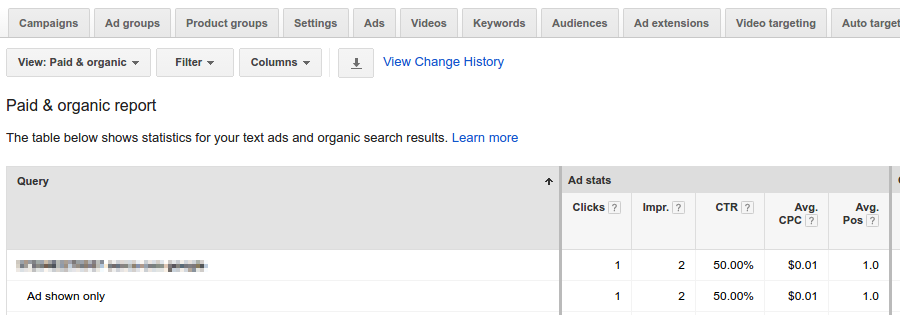 Campaigns Ad groups Product groups Settings Ads Videos Keywords Audiences Ad extensions Video targeting Auto target
View: Paid & organic Filter Columns View Change History
Paid & organic report
The table below shows statistics for your text ads and organic search results. Learn more
Query Ad stats
Clicks ? Impr. ? CTR ? Avg. CPC ? Avg. Pos ?
1 2 50.00% $0.01 1.0
Ad shown only 1 2 50.00% $0.01 1.0